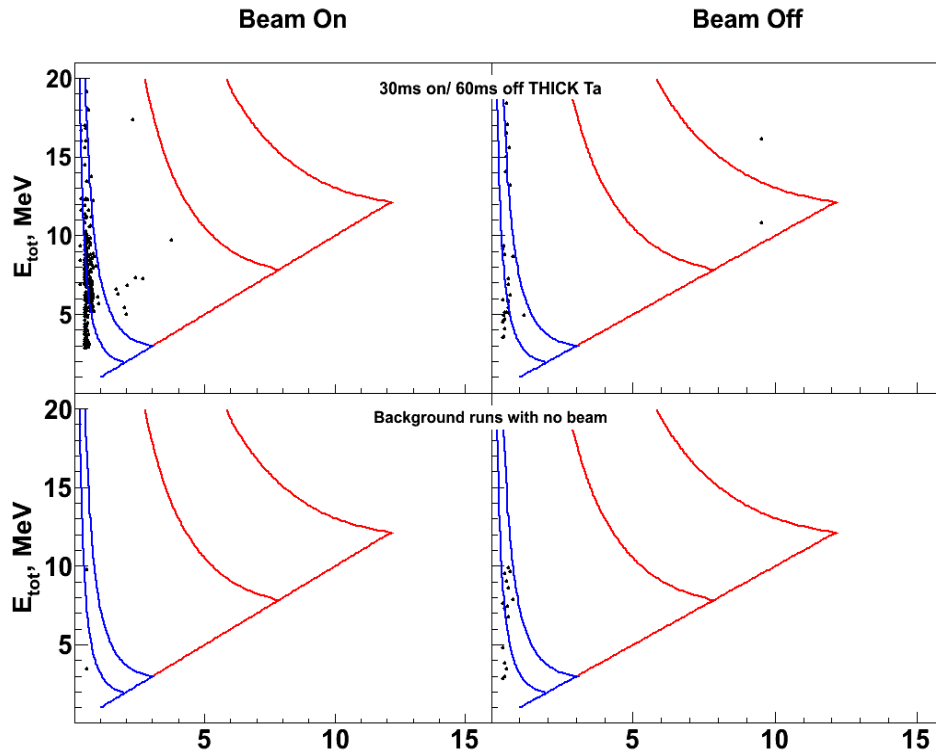 Beam On Beam Off
30ms on/ 60ms off THICK Ta
20
15
10
5
E_tot, MeV
Background runs with no beam
20
15
10
5
E_tot, MeV
5 10 15 5 10 15